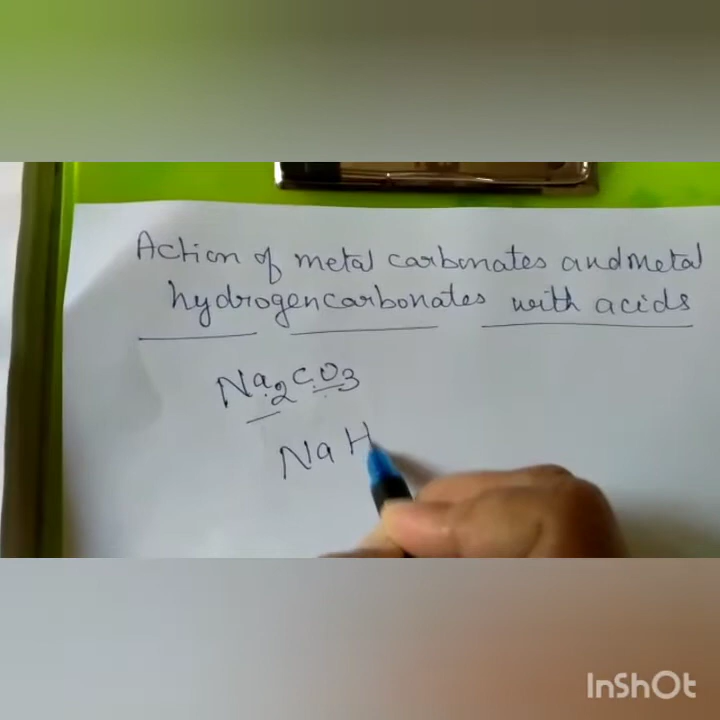 Action of metal carbonates and metal
hydrogencarbonates with acids
Na₂CO₃
NaH
InShOt